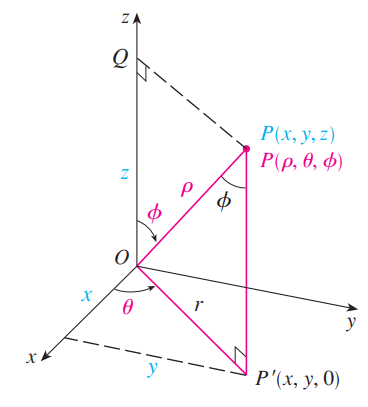 z
Q
P(x, y, z)
P(ρ, θ, ϕ)
z
ρ
ϕ
ϕ
O
x
θ
r
y
x
y
P′(x, y, 0)